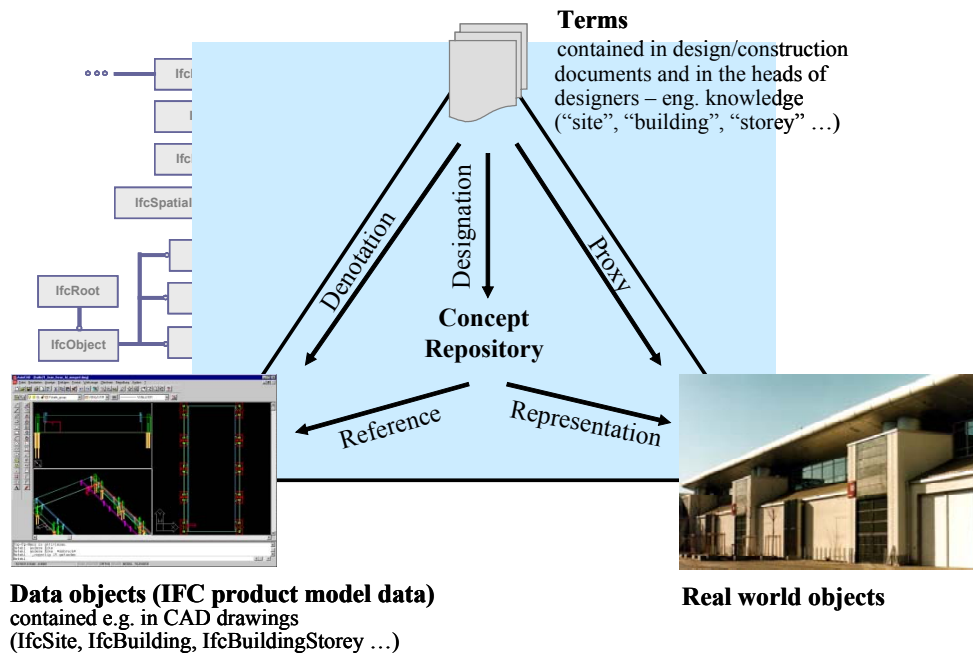 Terms
contained in design/construction
documents and in the heads of
designers – eng. knowledge
(“site”, “building”, “storey” …)
IfcSpatial
IfcRoot
IfcObject
Denotation
Designation
Proxy
Concept
Repository
Reference
Representation
Data objects (IFC product model data)
contained e.g. in CAD drawings
(IfcSite, IfcBuilding, IfcBuildingStorey …)
Real world objects